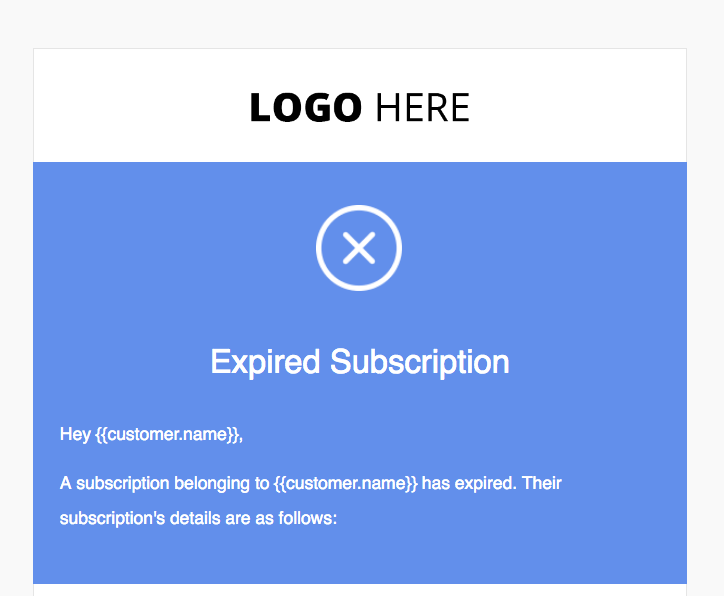 LOGO HERE
Expired Subscription
Hey {{customer.name}},
A subscription belonging to {{customer.name}} has expired. Their
subscription's details are as follows: